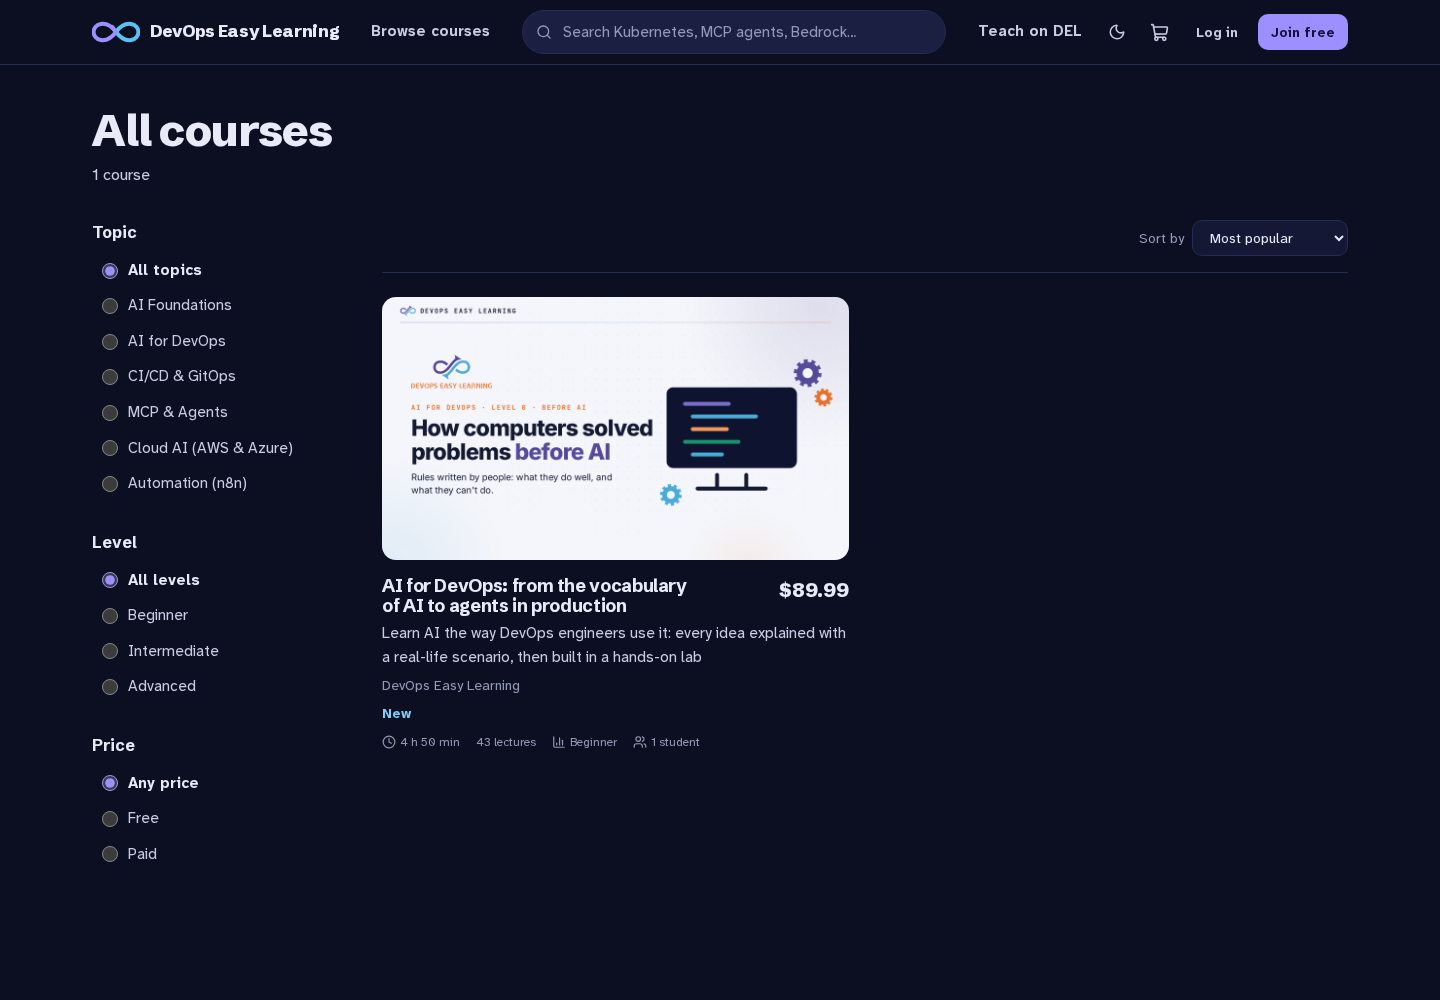 DevOps Easy Learning
Browse courses
Search Kubernetes, MCP agents, Bedrock...
Teach on DEL
Log in
Join free
All courses
1 course
Topic
All topics
AI Foundations
AI for DevOps
CI/CD & GitOps
MCP & Agents
Cloud AI (AWS & Azure)
Automation (n8n)
Level
All levels
Beginner
Intermediate
Advanced
Price
Any price
Free
Paid
Sort by
Most popular
DEVOPS EASY LEARNING
DEVOPS EASY LEARNING
AI FOR DEVOPS · LEVEL 0 · BEFORE AI
How computers solved
problems before AI
Rules written by people: what they do well, and
what they can't do.
AI for DevOps: from the vocabulary
of AI to agents in production
$89.99
Learn AI the way DevOps engineers use it: every idea explained with
a real-life scenario, then built in a hands-on lab
DevOps Easy Learning
New
4 h 50 min
43 lectures
Beginner
1 student